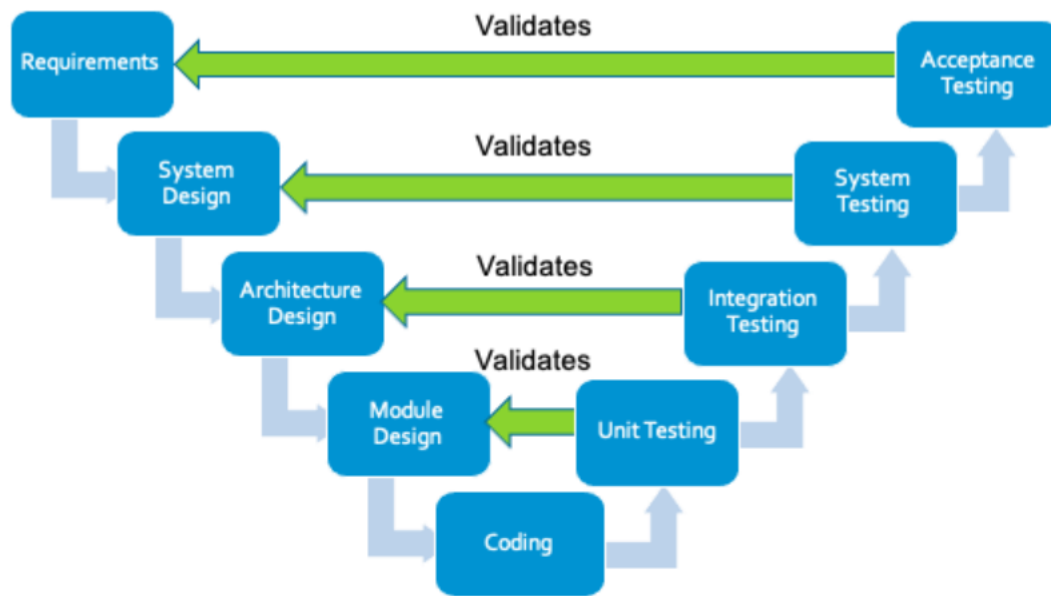 Validates
Requirements
Acceptance
Testing
Validates
System
Design
System
Testing
Validates
Architecture
Design
Integration
Testing
Validates
Module
Design
Unit Testing
Coding